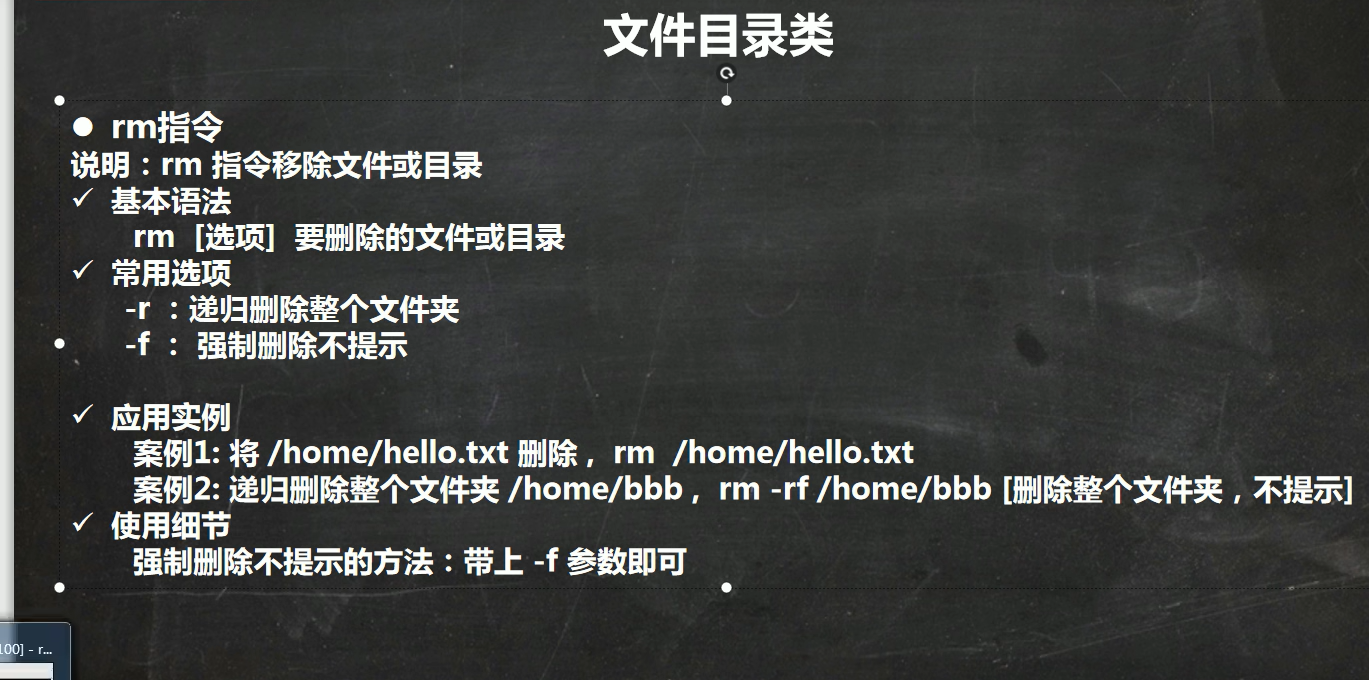 文件目录类
● rm指令
说明：rm 指令移除文件或目录
✓ 基本语法
rm [选项] 要删除的文件或目录
✓ 常用选项
-r ：递归删除整个文件夹
-f ： 强制删除不提示
✓ 应用实例
案例1: 将 /home/hello.txt 删除， rm /home/hello.txt
案例2: 递归删除整个文件夹 /home/bbb， rm -rf /home/bbb [删除整个文件夹，不提示]
✓ 使用细节
强制删除不提示的方法：带上 -f 参数即可
100] - r...